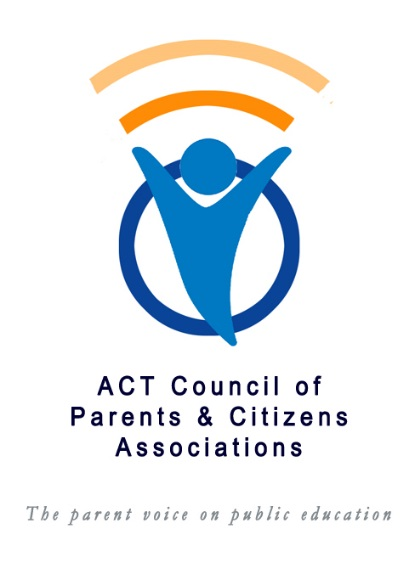 ACT Council of
Parents & Citizens
Associations
The parent voice on public education